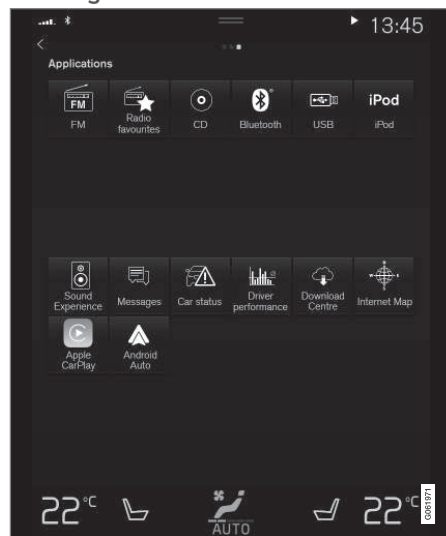 13:45
Applications
FM
FM
Radio
favourites
CD
Bluetooth
USB
iPod
iPod
Sound
Experience
Messages
Car status
Driver
performance
Download
Centre
Internet Map
Apple
CarPlay
Android
Auto
22°C
AUTO
22°C
G061971